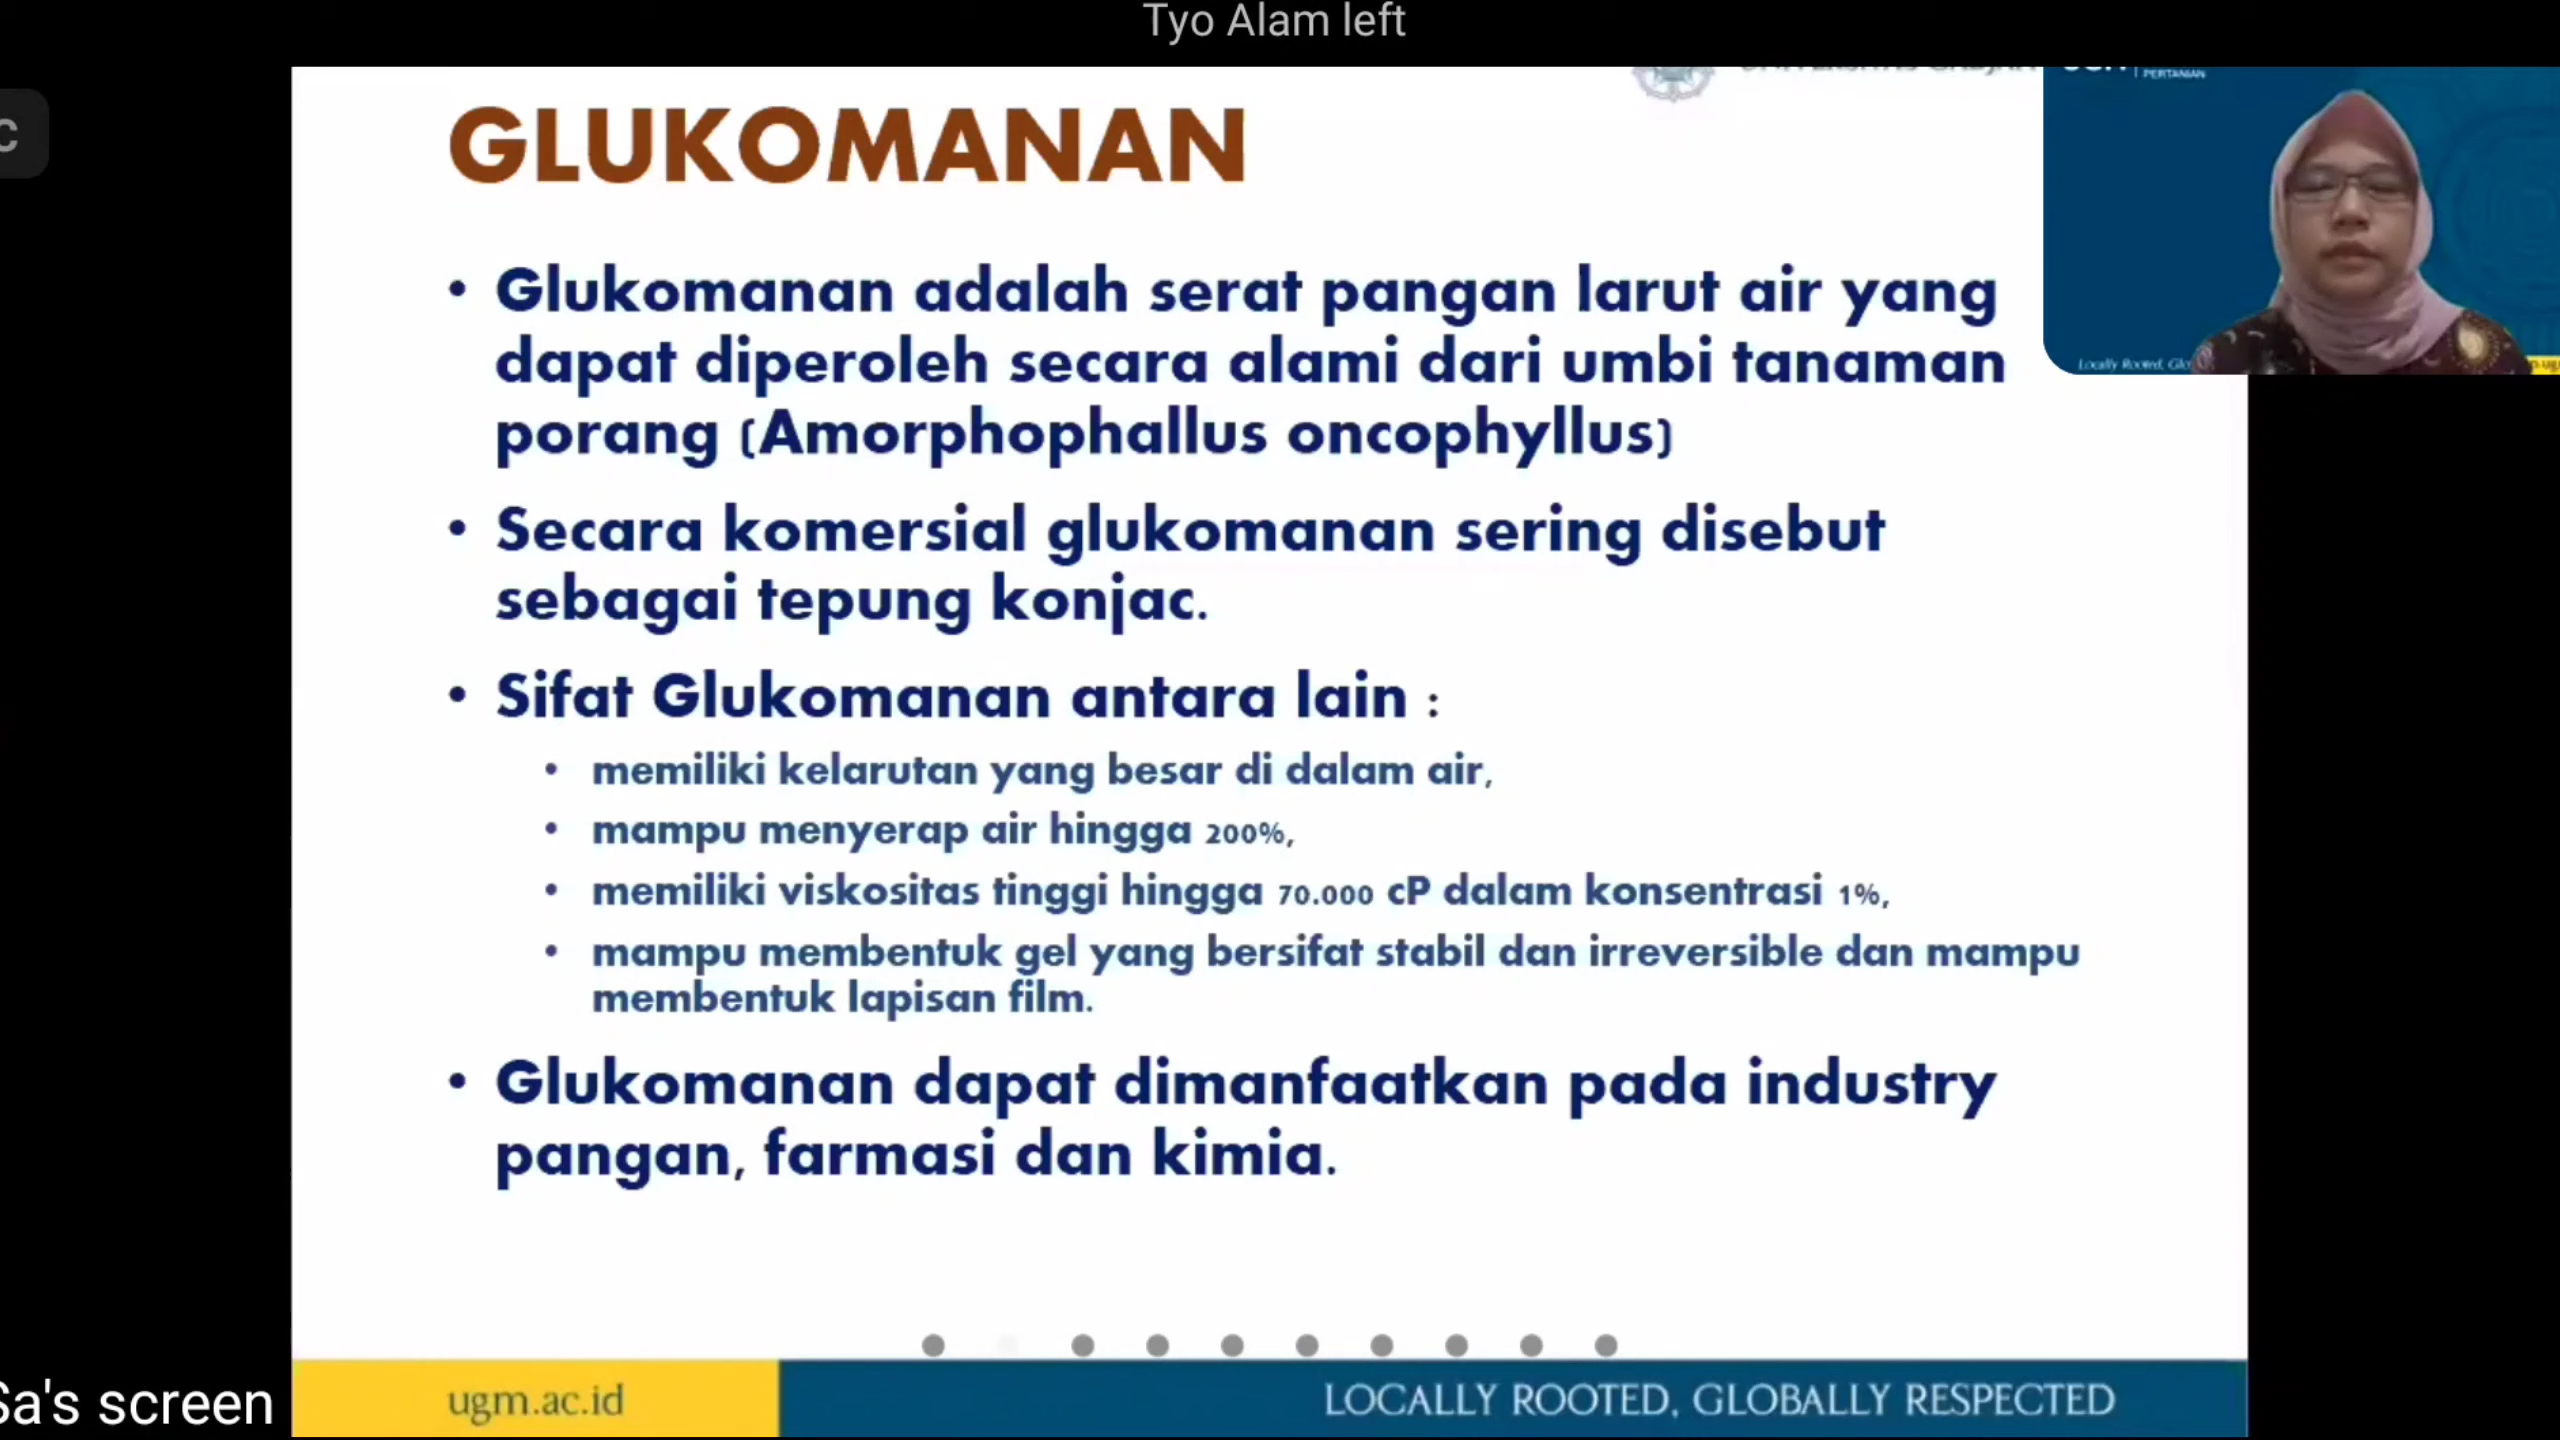 Tyo Alam left
PERTANIAN
GLUKOMANAN
• Glukomanan adalah serat pangan larut air yang
dapat diperoleh secara alami dari umbi tanaman
porang (Amorphophallus oncophyllus)
• Secara komersial glukomanan sering disebut
sebagai tepung konjac.
• Sifat Glukomanan antara lain :
• memiliki kelarutan yang besar di dalam air,
• mampu menyerap air hingga 200%,
• memiliki viskositas tinggi hingga 70.000 cP dalam konsentrasi 1%,
• mampu membentuk gel yang bersifat stabil dan irreversible dan mampu
membentuk lapisan film.
• Glukomanan dapat dimanfaatkan pada industry
pangan, farmasi dan kimia.
Locally Rooted,
Sa's screen
ugm.ac.id
LOCALLY ROOTED, GLOBALLY RESPECTED